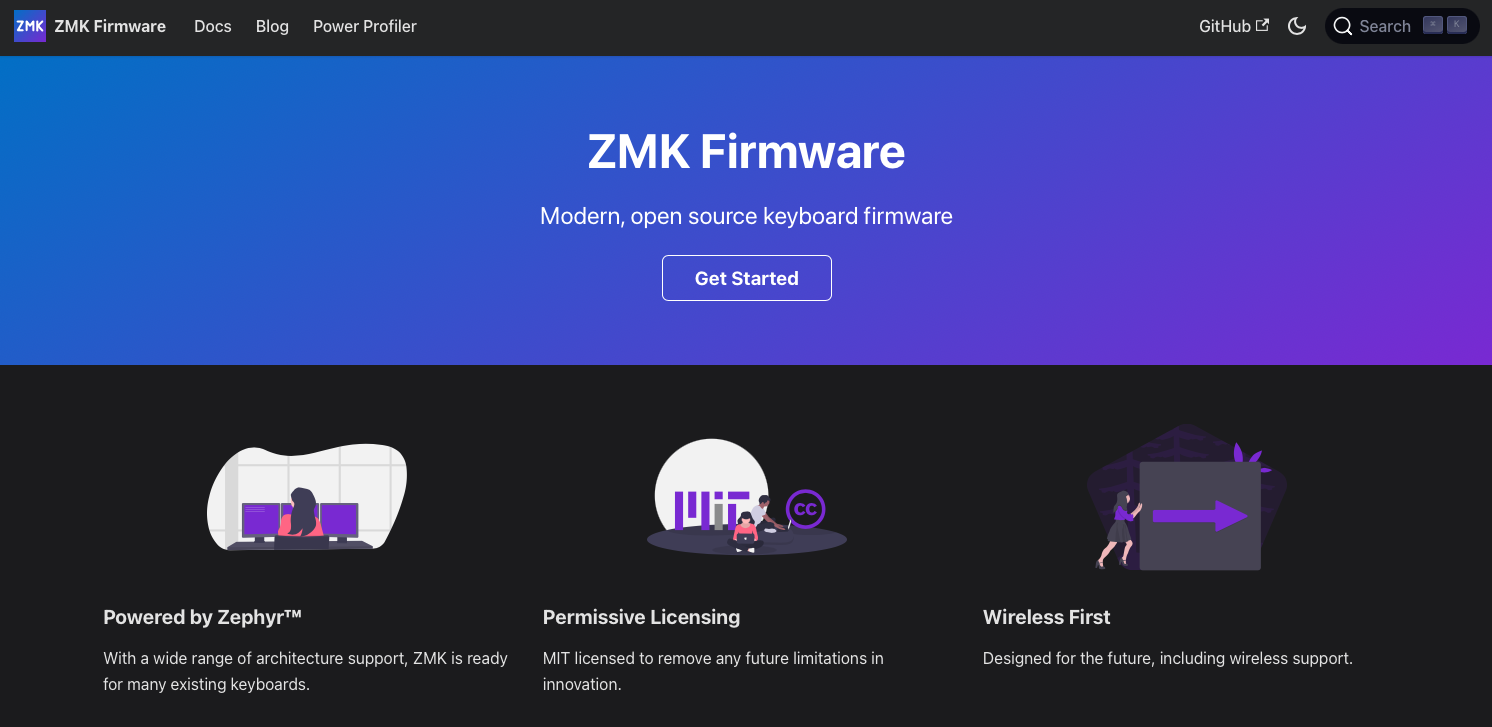 ZMK ZMK Firmware Docs Blog Power Profiler GitHub Search ⌘ K
ZMK Firmware
Modern, open source keyboard firmware
Get Started
MIT CC
Powered by Zephyr™
With a wide range of architecture support, ZMK is ready
for many existing keyboards.
Permissive Licensing
MIT licensed to remove any future limitations in
innovation.
Wireless First
Designed for the future, including wireless support.